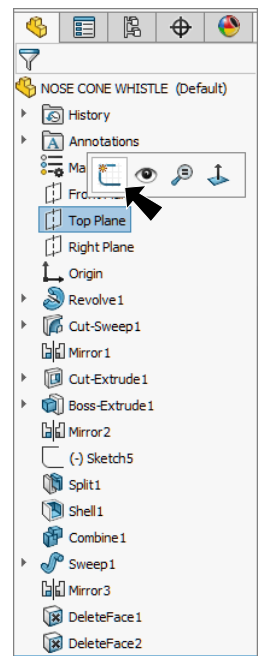 NOSE CONE WHISTLE (Default)
History
Annotations
Ma
Top Plane
Right Plane
Origin
Revolve1
Cut-Sweep1
Mirror1
Cut-Extrude1
Boss-Extrude1
Mirror2
(-) Sketch5
Split1
Shell1
Combine1
Sweep1
Mirror3
DeleteFace1
DeleteFace2